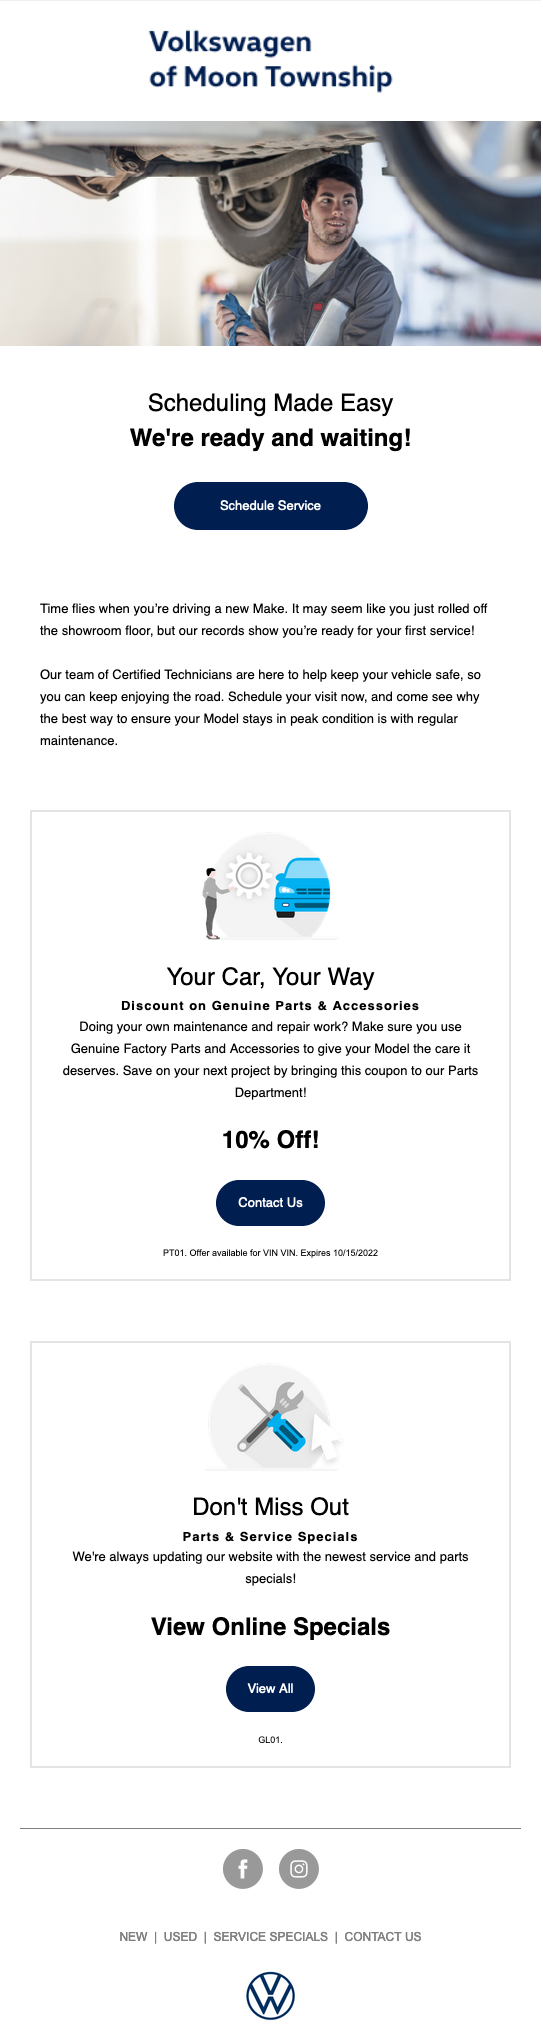 Volkswagen
of Moon Township
Scheduling Made Easy
We're ready and waiting!
Schedule Service
Time flies when you’re driving a new Make. It may seem like you just rolled off
the showroom floor, but our records show you’re ready for your first service!
Our team of Certified Technicians are here to help keep your vehicle safe, so
you can keep enjoying the road. Schedule your visit now, and come see why
the best way to ensure your Model stays in peak condition is with regular
maintenance.
Your Car, Your Way
Discount on Genuine Parts & Accessories
Doing your own maintenance and repair work? Make sure you use
Genuine Factory Parts and Accessories to give your Model the care it
deserves. Save on your next project by bringing this coupon to our Parts
Department!
10% Off!
Contact Us
PT01. Offer available for VIN VIN. Expires 10/15/2022
Don't Miss Out
Parts & Service Specials
We're always updating our website with the newest service and parts
specials!
View Online Specials
View All
GL01.
NEW | USED | SERVICE SPECIALS | CONTACT US